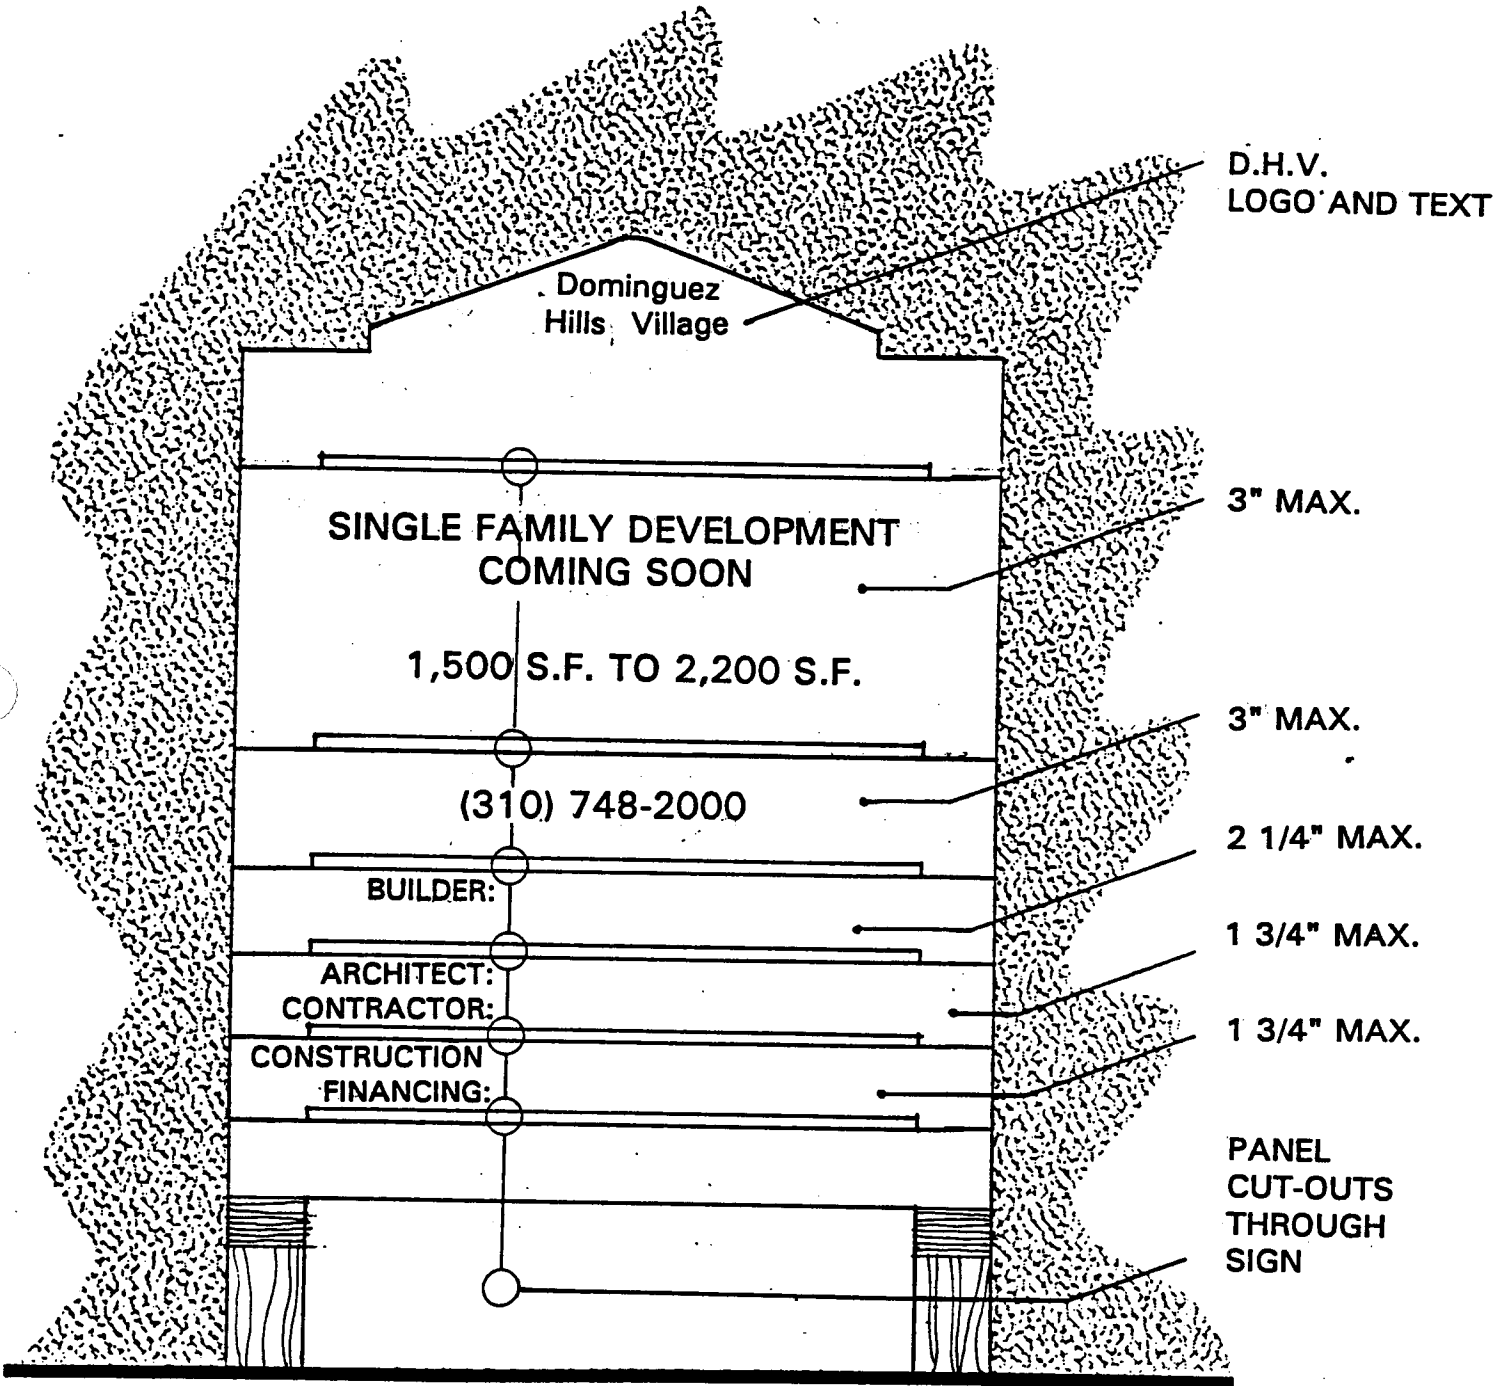 D.H.V.
LOGO AND TEXT
Dominguez
Hills Village
SINGLE FAMILY DEVELOPMENT
COMING SOON
3" MAX.
1,500 S.F. TO 2,200 S.F.
3" MAX.
(310) 748-2000
2 1/4" MAX.
BUILDER:
1 3/4" MAX.
ARCHITECT:
CONTRACTOR:
1 3/4" MAX.
CONSTRUCTION
FINANCING:
PANEL
CUT-OUTS
THROUGH
SIGN